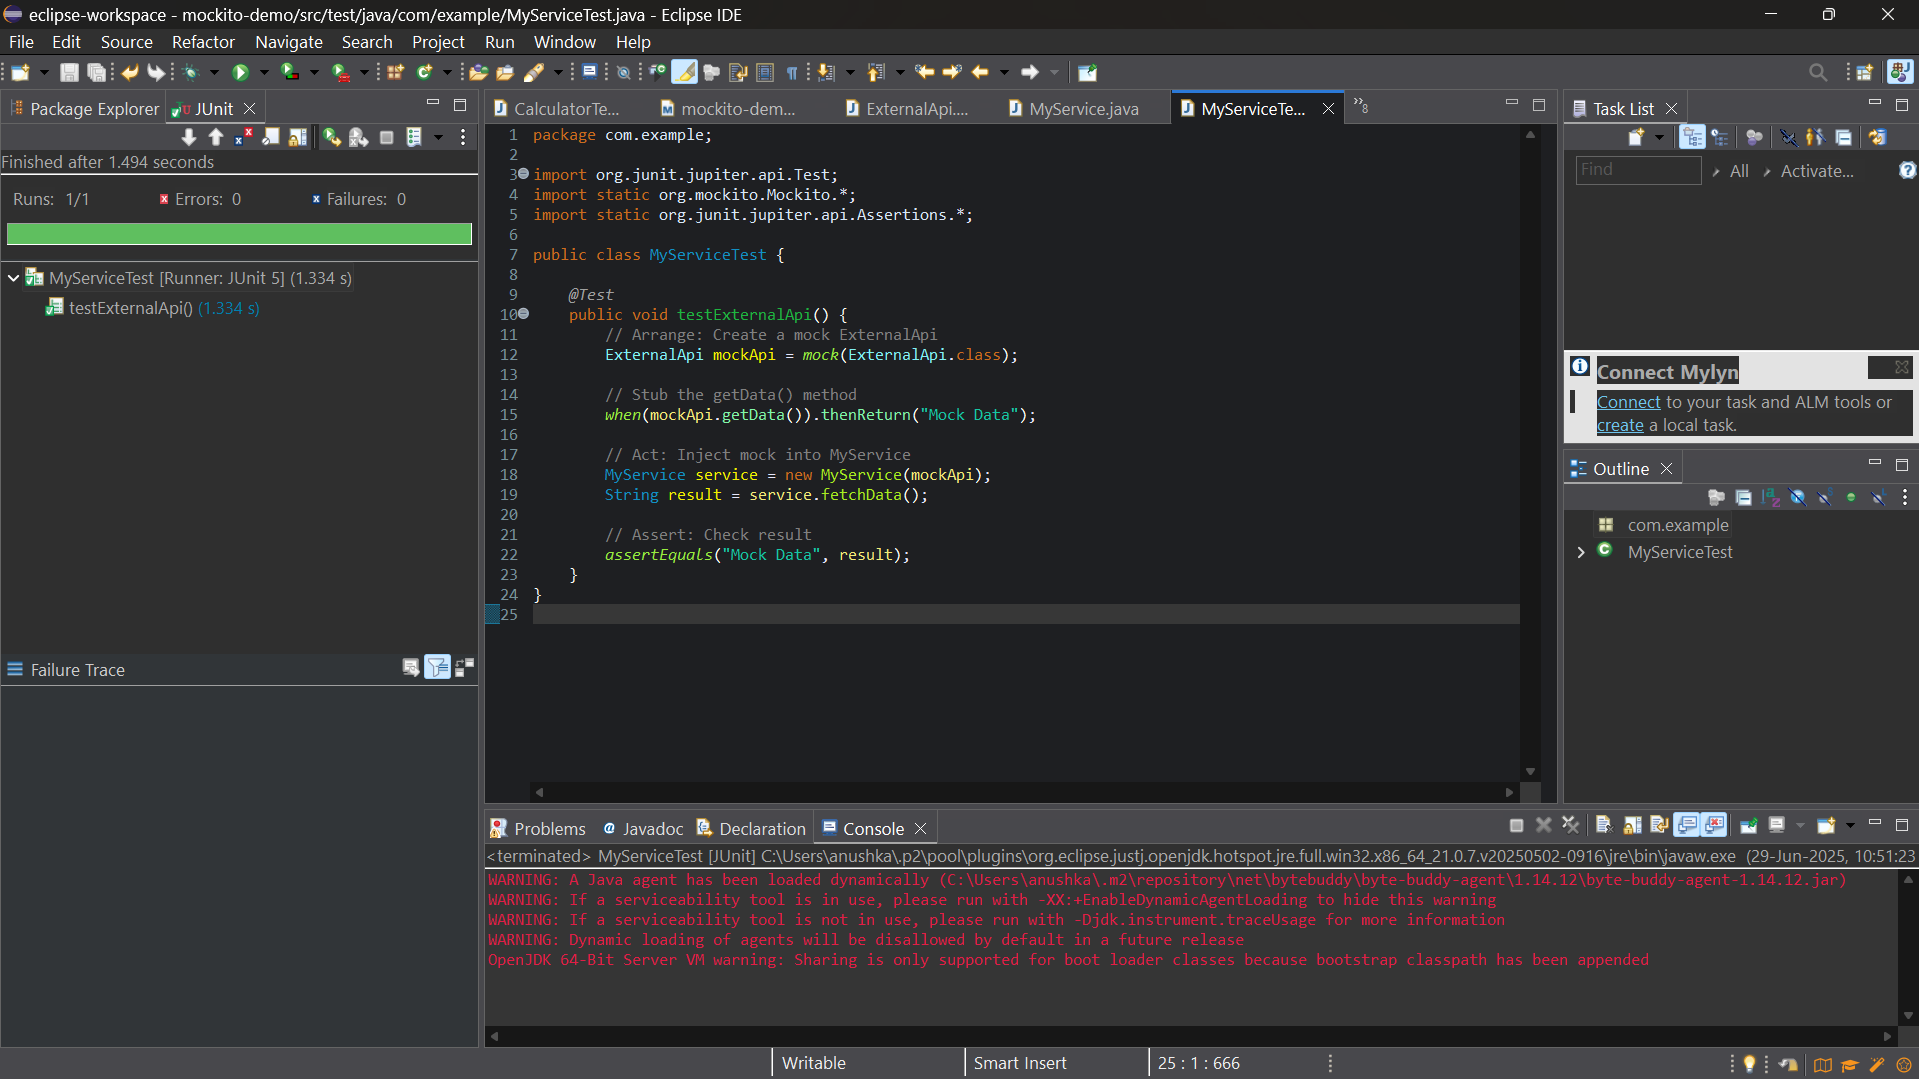 eclipse-workspace - mockito-demo/src/test/java/com/example/MyServiceTest.java - Eclipse IDE
File Edit Source Refactor Navigate Search Project Run Window Help
Package Explorer JUnit
Finished after 1.494 seconds
Runs: 1/1 Errors: 0 Failures: 0
MyServiceTest [Runner: JUnit 5] (1.334 s)
testExternalApi() (1.334 s)
Failure Trace
CalculatorTe... mockito-dem... ExternalApi.... MyService.java MyServiceTe... »8
1 package com.example;
2
3 import org.junit.jupiter.api.Test;
4 import static org.mockito.Mockito.*;
5 import static org.junit.jupiter.api.Assertions.*;
6
7 public class MyServiceTest {
8
9 @Test
10 public void testExternalApi() {
11 // Arrange: Create a mock ExternalApi
12 ExternalApi mockApi = mock(ExternalApi.class);
13
14 // Stub the getData() method
15 when(mockApi.getData()).thenReturn("Mock Data");
16
17 // Act: Inject mock into MyService
18 MyService service = new MyService(mockApi);
19 String result = service.fetchData();
20
21 // Assert: Check result
22 assertEquals("Mock Data", result);
23 }
24 }
25
Task List
Find All Activate...
Connect Mylyn
Connect to your task and ALM tools or
create a local task.
Outline
com.example
MyServiceTest
Problems Javadoc Declaration Console
<terminated> MyServiceTest [JUnit] C:\Users\anushka\.p2\pool\plugins\org.eclipse.justj.openjdk.hotspot.jre.full.win32.x86_64_21.0.7.v20250502-0916\jre\bin\javaw.exe (29-Jun-2025, 10:51:23
WARNING: A Java agent has been loaded dynamically (C:\Users\anushka\.m2\repository\net\bytebuddy\byte-buddy-agent\1.14.12\byte-buddy-agent-1.14.12.jar)
WARNING: If a serviceability tool is in use, please run with -XX:+EnableDynamicAgentLoading to hide this warning
WARNING: If a serviceability tool is not in use, please run with -Djdk.instrument.traceUsage for more information
WARNING: Dynamic loading of agents will be disallowed by default in a future release
OpenJDK 64-Bit Server VM warning: Sharing is only supported for boot loader classes because bootstrap classpath has been appended
Writable Smart Insert 25 : 1 : 666